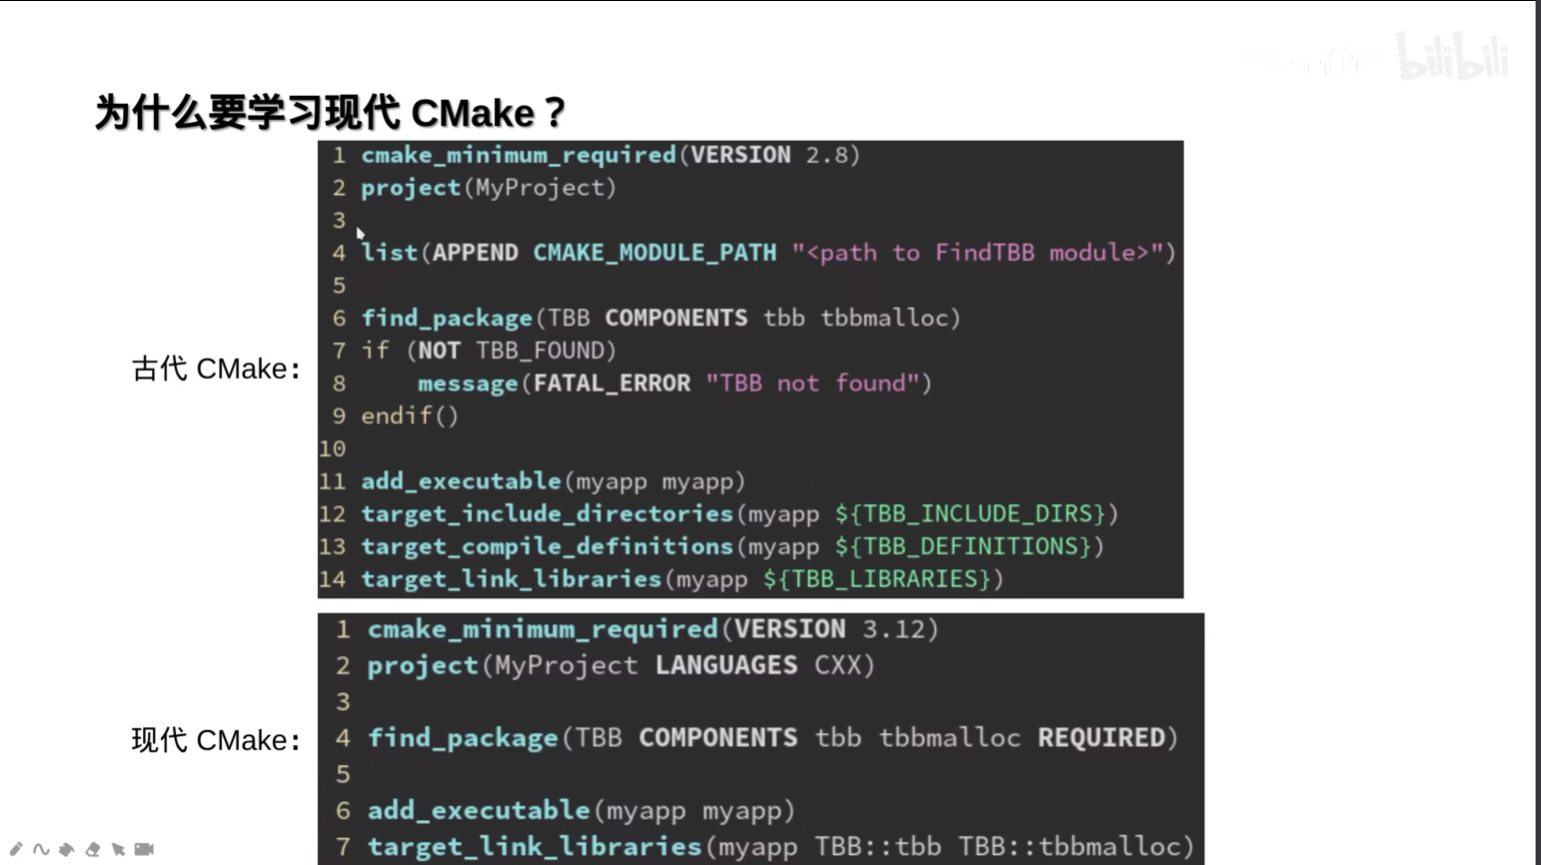 bilibili
为什么要学习现代 CMake？
古代 CMake:
1 cmake_minimum_required(VERSION 2.8)
2 project(MyProject)
3
4 list(APPEND CMAKE_MODULE_PATH "<path to FindTBB module>")
5
6 find_package(TBB COMPONENTS tbb tbbmalloc)
7 if (NOT TBB_FOUND)
8     message(FATAL_ERROR "TBB not found")
9 endif()
10
11 add_executable(myapp myapp)
12 target_include_directories(myapp ${TBB_INCLUDE_DIRS})
13 target_compile_definitions(myapp ${TBB_DEFINITIONS})
14 target_link_libraries(myapp ${TBB_LIBRARIES})
现代 CMake:
1 cmake_minimum_required(VERSION 3.12)
2 project(MyProject LANGUAGES CXX)
3
4 find_package(TBB COMPONENTS tbb tbbmalloc REQUIRED)
5
6 add_executable(myapp myapp)
7 target_link_libraries(myapp TBB::tbb TBB::tbbmalloc)